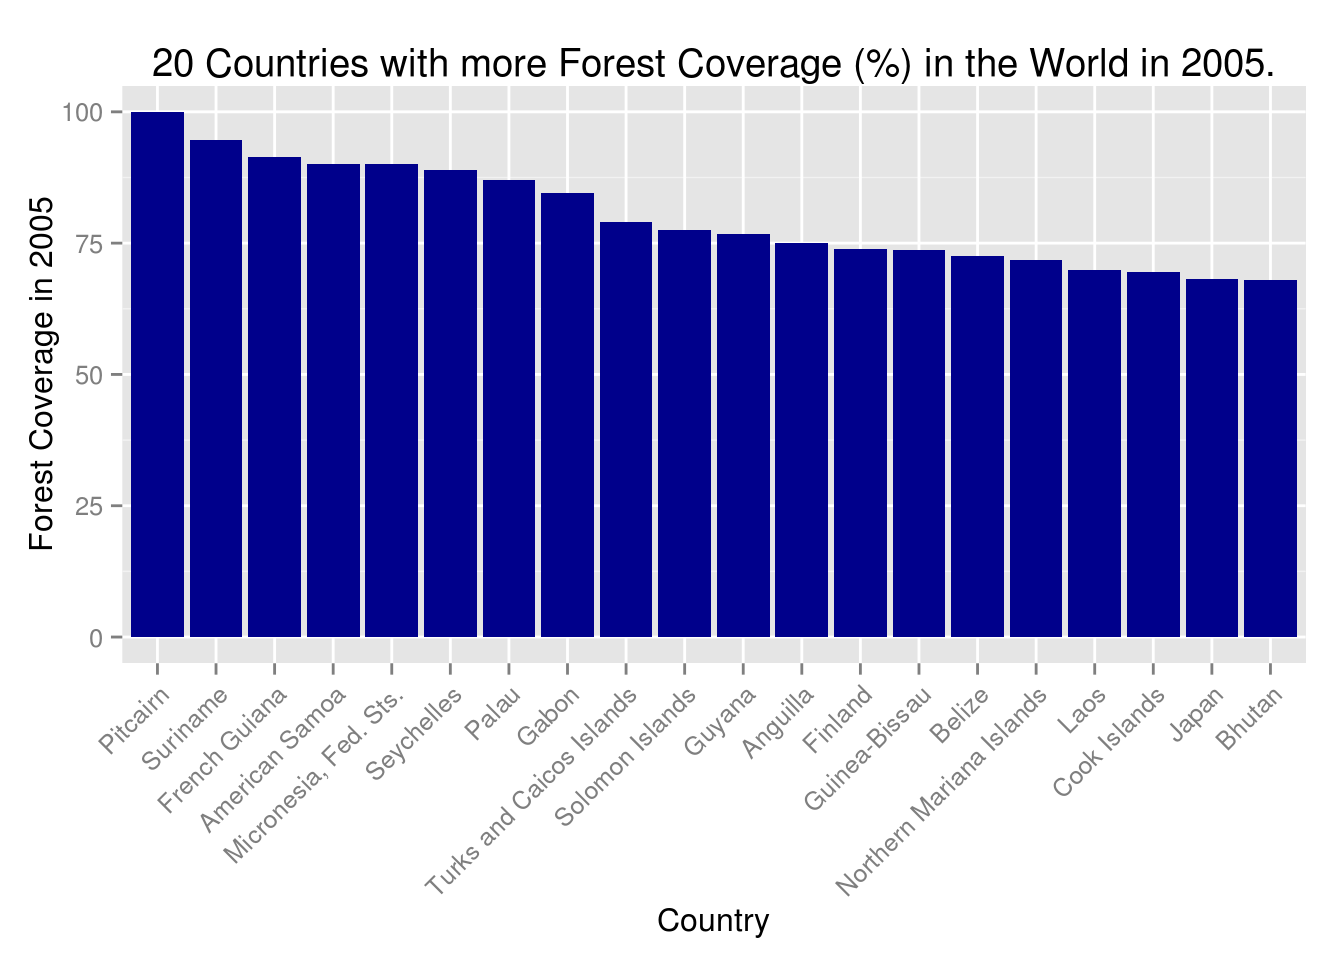 20 Countries with more Forest Coverage (%) in the World in 2005.
Forest Coverage in 2005
100
75
50
25
0
Pitcairn
Suriname
French Guiana
American Samoa
Micronesia, Fed. Sts.
Seychelles
Palau
Gabon
Turks and Caicos Islands
Solomon Islands
Guyana
Anguilla
Finland
Guinea-Bissau
Belize
Northern Mariana Islands
Laos
Cook Islands
Japan
Bhutan
Country